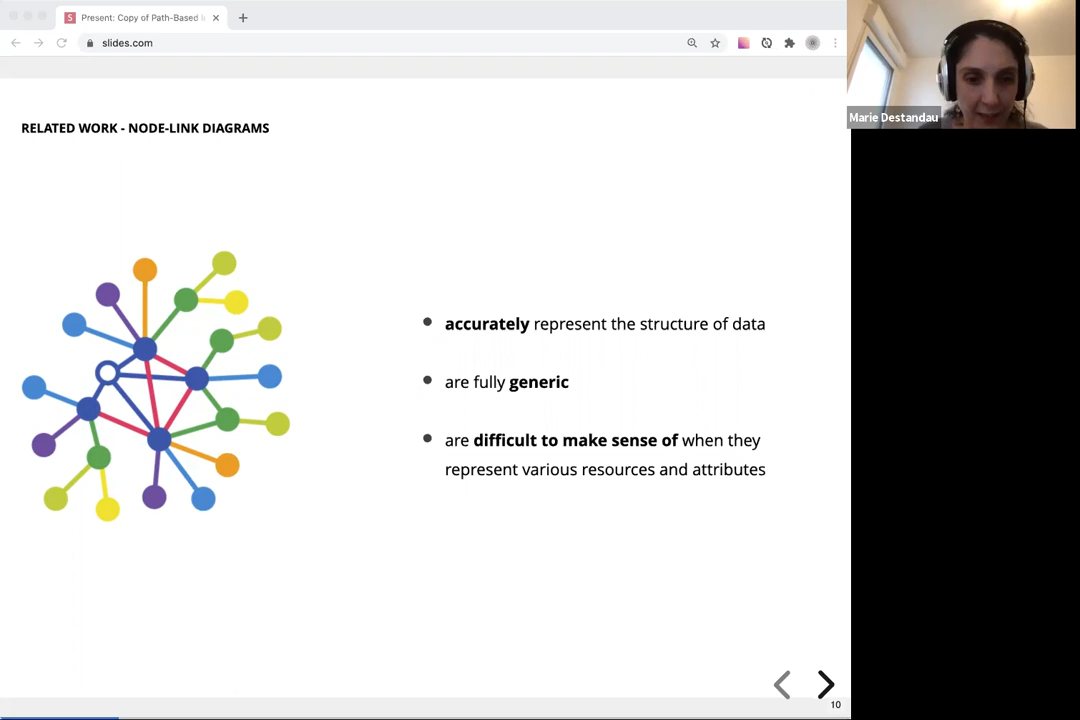 Present: Copy of Path-Based I
slides.com
Marie Destandau
RELATED WORK - NODE-LINK DIAGRAMS
accurately represent the structure of data
are fully generic
are difficult to make sense of when they
represent various resources and attributes
10